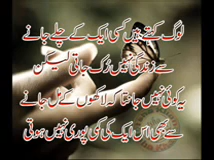 لوگ کہتے ہیں کسی ایک کے چلے جانے
سے زندگی نہیں رُک جاتی لیکن
یہ کوئی نہیں جانتا کہ لاکھوں کے مل جانے
سے بھی اس ایک کی کمی پوری نہیں ہوتی